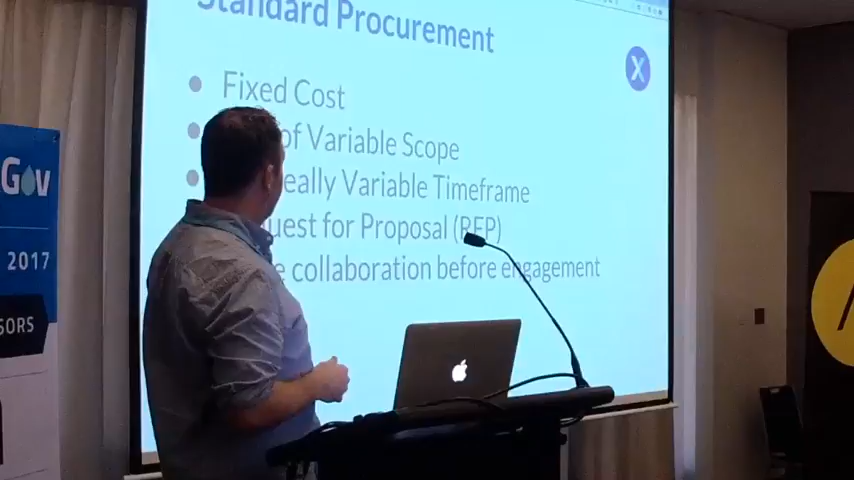 Standard Procurement
X
Fixed Cost
of Variable Scope
eally Variable Timeframe
uest for Proposal (RFP)
e collaboration before engagement
Gov
2017
SORS